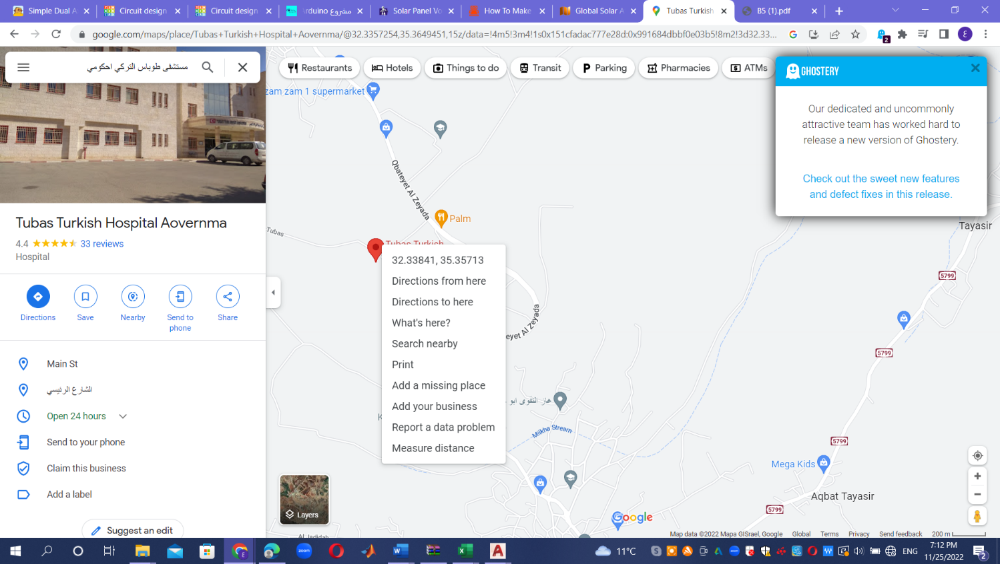 Simple Dual A
Circuit design
Circuit design
مشروع Arduino
Solar Panel Vo
How To Make
Global Solar A
Tubas Turkish
B5 (1).pdf
google.com/maps/place/Tubas+Turkish+Hospital+Aovernma/@32.3357254,35.3649451,15z/data=!4m5!3m4!1s0x151cfadac777e28d:0x991684dbbf0e03b5!8m2!3d32.33...
2
مستشفى طوباس التركي احكومي
Restaurants
Hotels
Things to do
Transit
Parking
Pharmacies
ATMs
GHOSTERY
Our dedicated and uncommonly
attractive team has worked hard to
release a new version of Ghostery.
Check out the sweet new features
and defect fixes in this release.
zam zam 1 supermarket
Qbateyet Al Zeyada
Palm
Tubas
Tubas Turkish
Tayasir
Tubas Turkish Hospital Aovernma
4.4
33 reviews
Hospital
Directions
Save
Nearby
Send to
phone
Share
Main St
الشارع الرئيسي
Open 24 hours
Send to your phone
Claim this business
Add a label
Suggest an edit
32.33841, 35.35713
Directions from here
Directions to here
What's here?
Search nearby
Print
Add a missing place
Add your business
Report a data problem
Measure distance
eyet Al Zeyada
5799
5799
5799
5799
K
Milkha Stream
Mega Kids
Aqbat Tayasir
Al Jadidah
Layers
Google
Map data ©2022 Mapa GISrael, Google
Global
Terms
Privacy
Send feedback
200 m
zoom
11°C
ENG
7:12 PM
11/25/2022
2